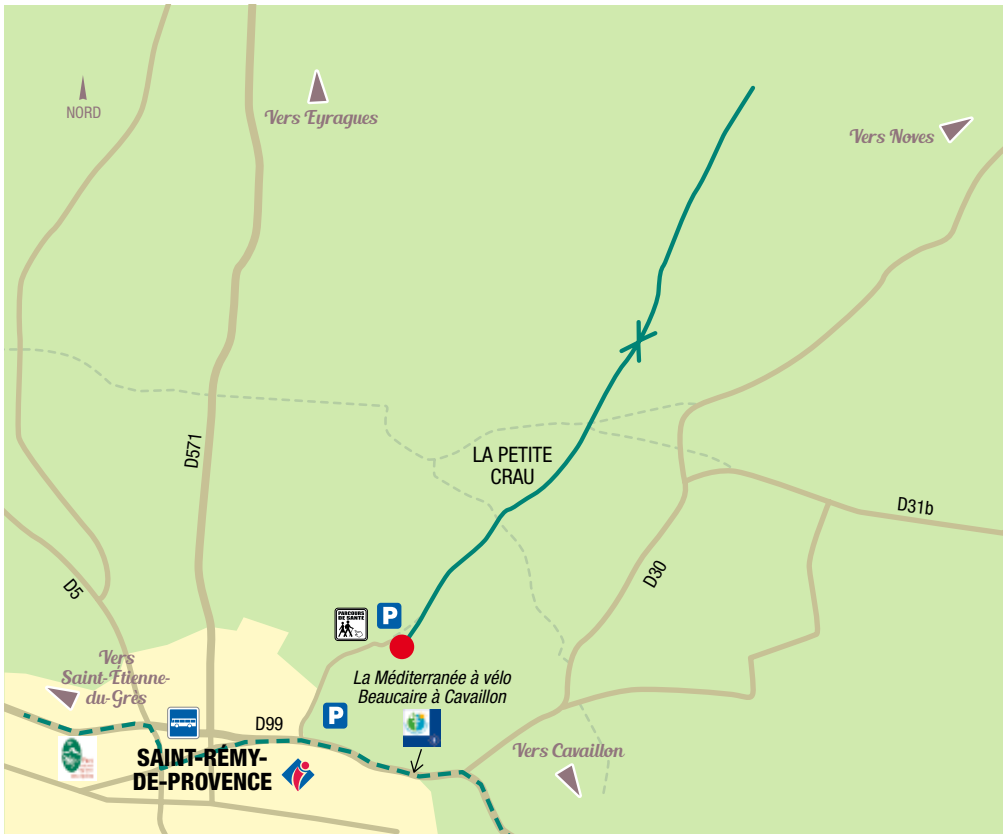 NORD
Vers Eyragues
Vers Noves
D571
LA PETITE
CRAU
D31b
D30
D5
PARCOURS
DE SANTÉ
P
Vers
Saint-Étienne-
du-Grès
La Méditerranée à vélo
Beaucaire à Cavaillon
P
D99
SAINT-RÉMY-
DE-PROVENCE
Vers Cavaillon